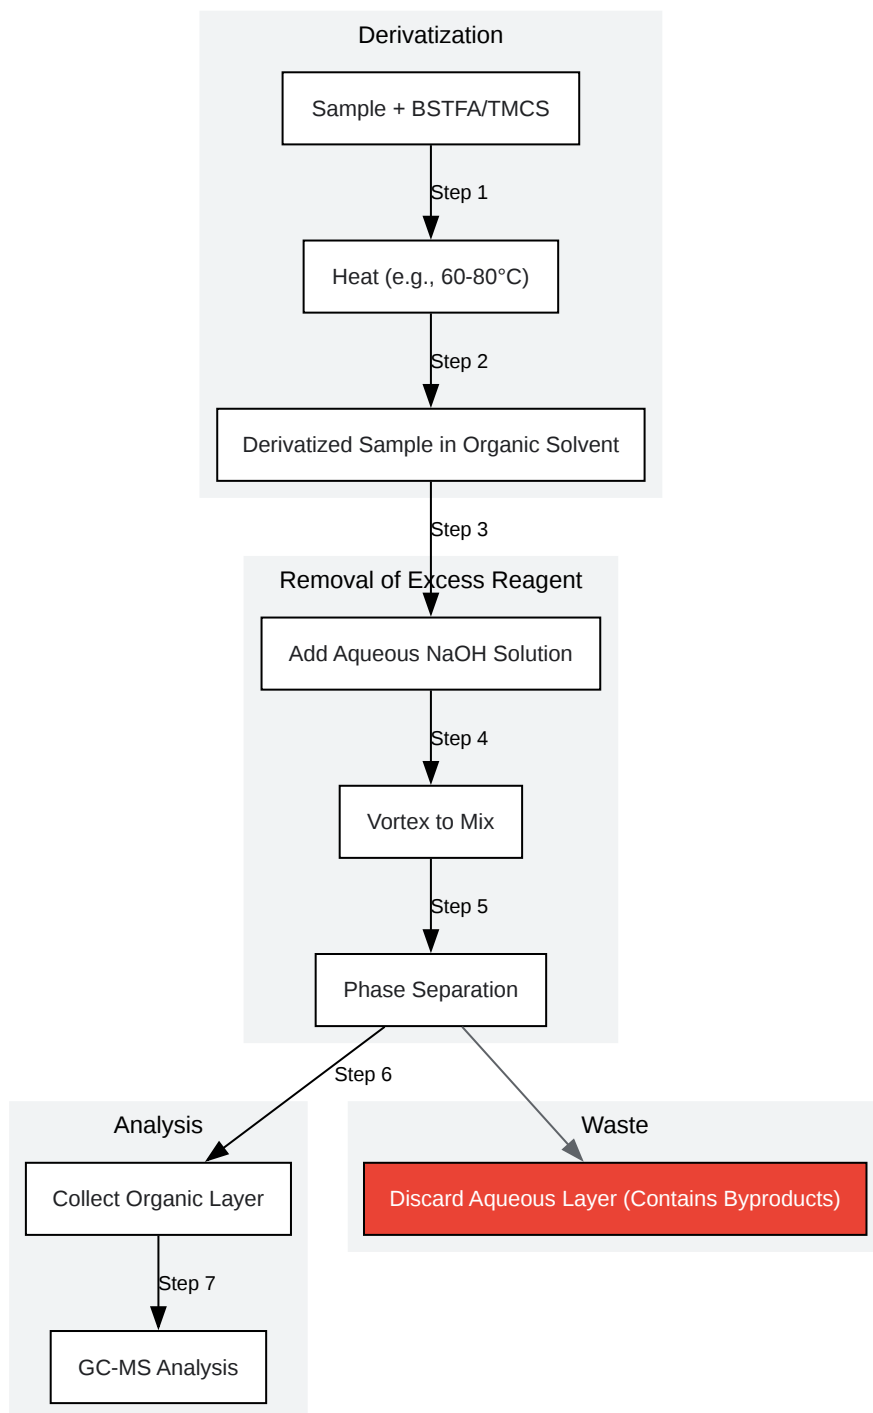 Derivatization
Sample + BSTFA/TMCS
Step 1
Heat (e.g., 60-80°C)
Step 2
Derivatized Sample in Organic Solvent
Step 3
Removal of Excess Reagent
Add Aqueous NaOH Solution
Step 4
Vortex to Mix
Step 5
Phase Separation
Step 6
Analysis
Waste
Collect Organic Layer
Discard Aqueous Layer (Contains Byproducts)
Step 7
GC-MS Analysis